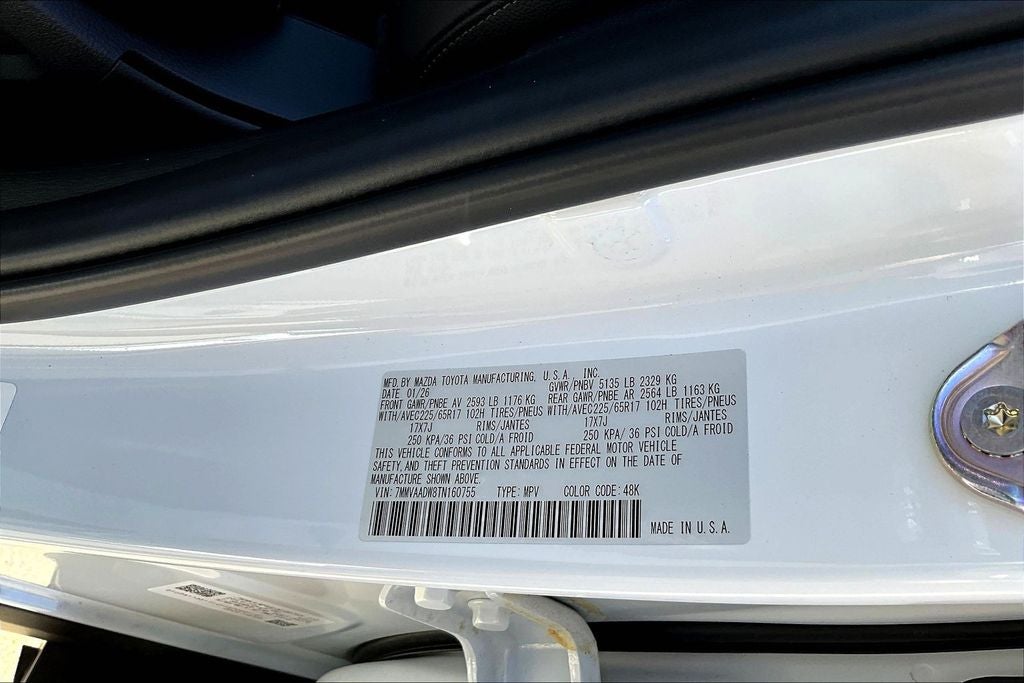 MFD. BY MAZDA TOYOTA MANUFACTURING, U.S.A., INC.
DATE 01/26 GVWR/PNBV 5135 LB 2329 KG
FRONT GAWR/PNBE AV 2593 LB 1176 KG REAR GAWR/PNBE AR 2564 LB 1163 KG
WITH/AVEC225/65R17 102H TIRES/PNEUS WITH/AVEC225/65R17 102H TIRES/PNEUS
17X7J RIMS/JANTES 17X7J RIMS/JANTES
250 KPA/ 36 PSI COLD/A FROID 250 KPA/ 36 PSI COLD/A FROID
THIS VEHICLE CONFORMS TO ALL APPLICABLE FEDERAL MOTOR VEHICLE
SAFETY,AND THEFT PREVENTION STANDARDS IN EFFECT ON THE DATE OF
MANUFACTURE SHOWN ABOVE.
VIN: 7MMVAADW8TN160755 TYPE: MPV COLOR CODE: 48K
MADE IN U.S.A.